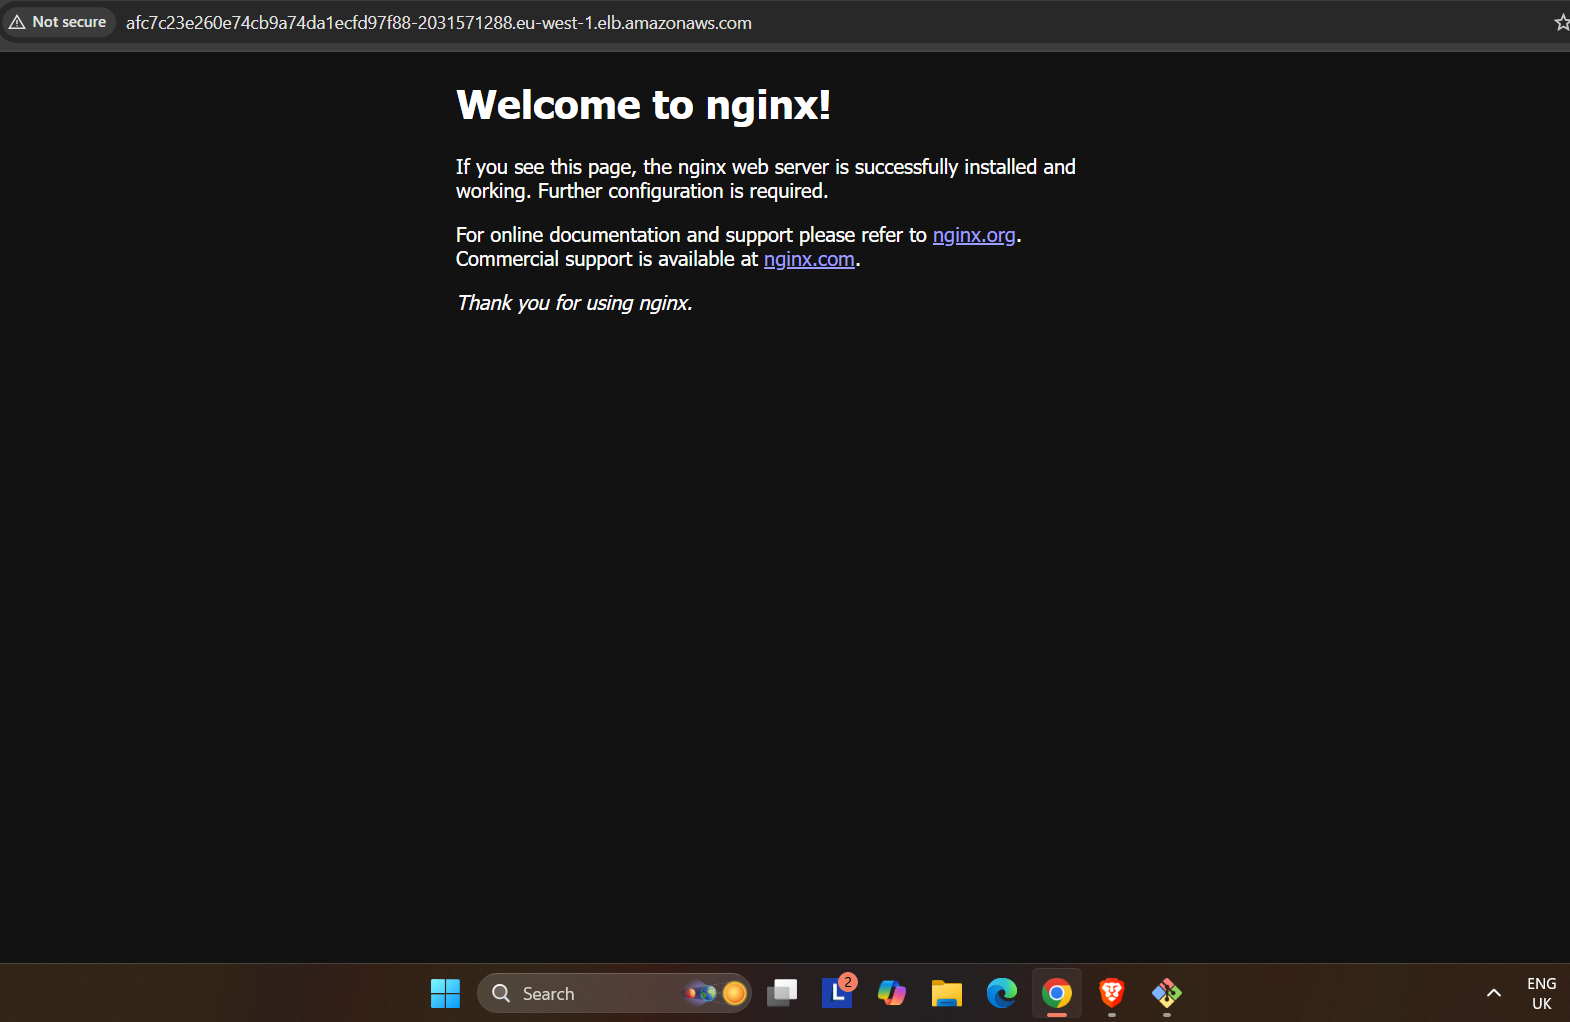 Not secure
afc7c23e260e74cb9a74da1ecfd97f88-2031571288.eu-west-1.elb.amazonaws.com
Welcome to nginx!
If you see this page, the nginx web server is successfully installed and
working. Further configuration is required.
For online documentation and support please refer to nginx.org.
Commercial support is available at nginx.com.
Thank you for using nginx.
Search
L
2
ENG
UK